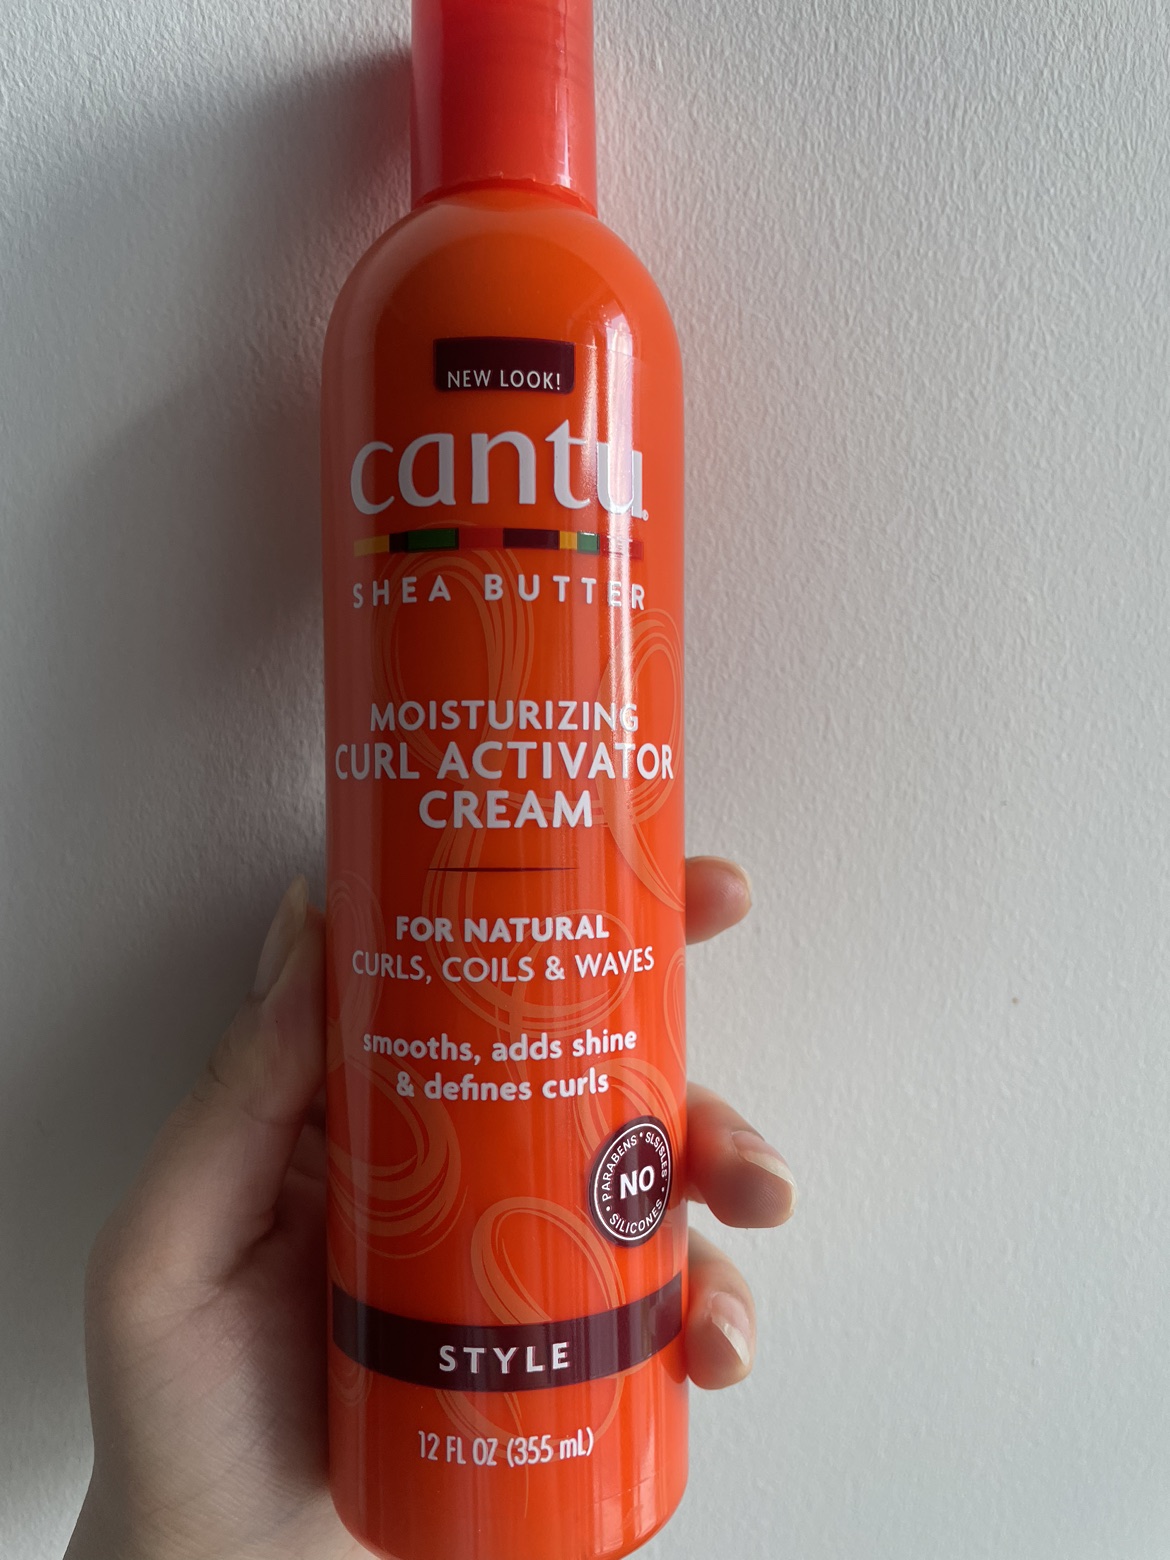 NEW LOOK!
cantu®
SHEA BUTTER
MOISTURIZING
CURL ACTIVATOR
CREAM
FOR NATURAL
CURLS, COILS & WAVES
smooths, adds shine
& defines curls
• PARABENS • SLS/SLES • SILICONES
NO
STYLE
12 FL OZ (355 mL)